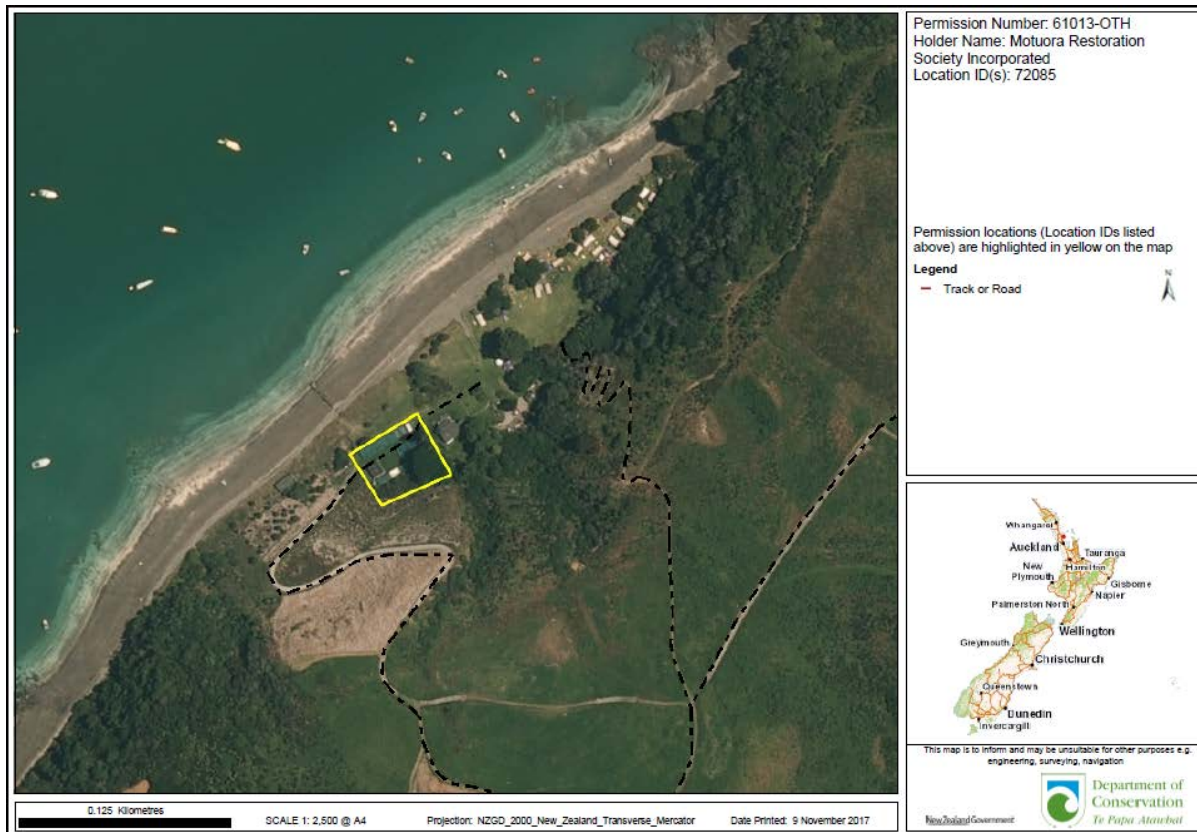 Permission Number: 61013-OTH
Holder Name: Motuora Restoration
Society Incorporated
Location ID(s): 72085
Permission locations (Location IDs listed
above) are highlighted in yellow on the map
Legend
Track or Road
N
Whangarei
Auckland
Tauranga
Hamilton
New
Plymouth
Gisborne
Napier
Palmerston North
Wellington
Greymouth
Christchurch
Queenstown
Dunedin
Invercargill
This map is to inform and may be unsuitable for other purposes e.g.
engineering, surveying, navigation
Department of
Conservation
Te Papa Atawhai
New Zealand Government
0.125 Kilometres
SCALE 1: 2,500 @ A4
Projection: NZGD_2000_New_Zealand_Transverse_Mercator
Date Printed: 9 November 2017